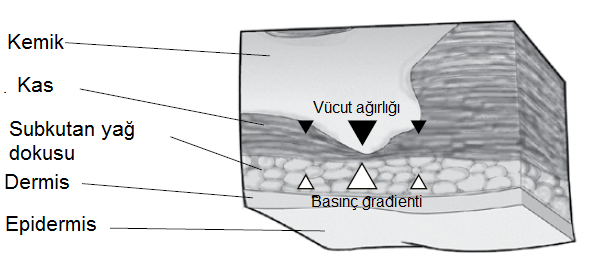 Kemik
Kas
Vücut ağırlığı
Subkutan yağ
dokusu
Dermis
Basınç gradienti
Epidermis